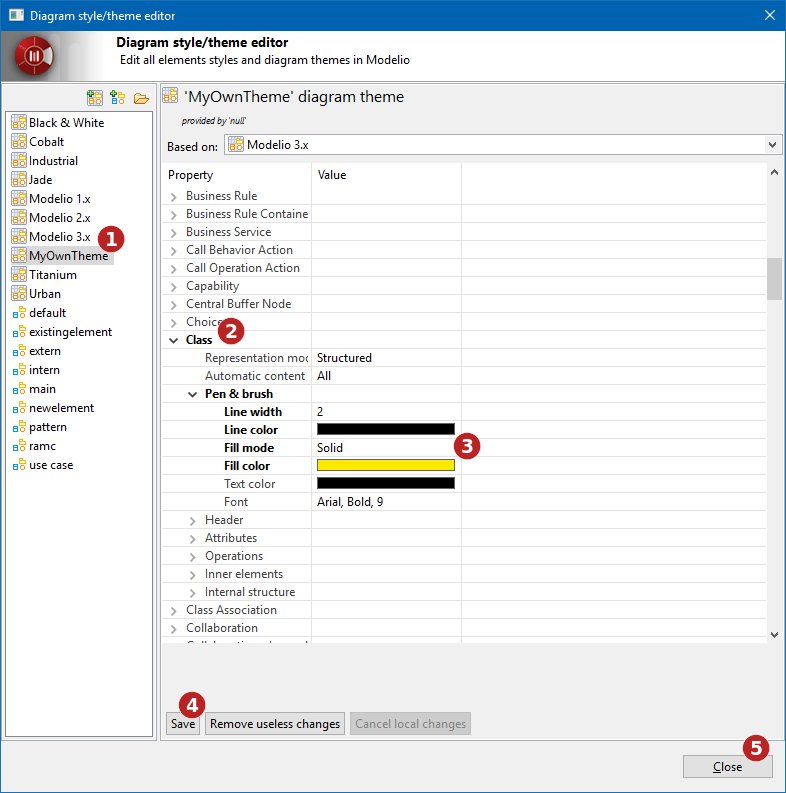 Diagram style/theme editor
Diagram style/theme editor
Edit all elements styles and diagram themes in Modelio
Black & White
Cobalt
Industrial
Jade
Modelio 1.x
Modelio 2.x
Modelio 3.x
1
MyOwnTheme
Titanium
Urban
default
existingelement
extern
intern
main
newelement
pattern
ramc
use case
'MyOwnTheme' diagram theme
provided by 'null'
Based on: Modelio 3.x
Property Value
Business Rule
Business Rule Containe
Business Service
Call Behavior Action
Call Operation Action
Capability
Central Buffer Node
Choice
2
Class
Representation mod Structured
Automatic content All
Pen & brush
Line width 2
Line color
3
Fill mode Solid
Fill color
Text color
Font Arial, Bold, 9
Header
Attributes
Operations
Inner elements
Internal structure
Class Association
Collaboration
4
Save Remove useless changes Cancel local changes
5
Close